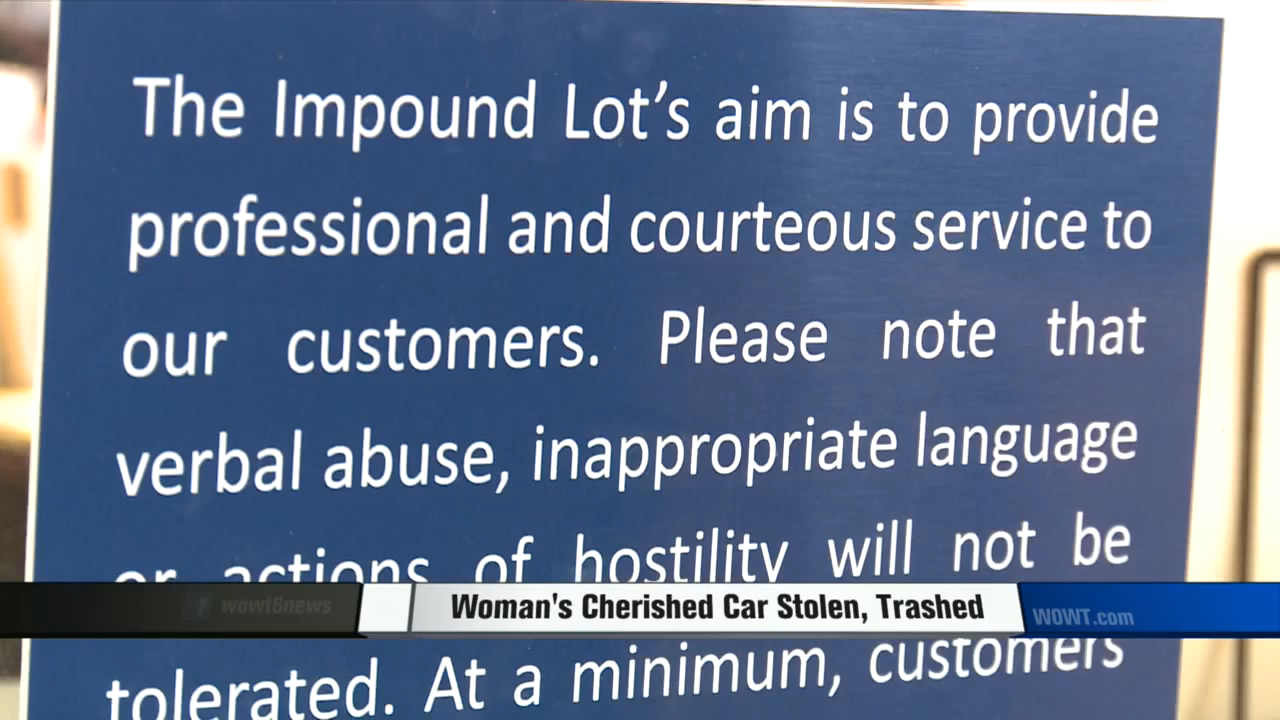 The Impound Lot's aim is to provide
professional and courteous service to
our customers. Please note that
verbal abuse, inappropriate language
or actions of hostility will not be
wowt6news
Woman's Cherished Car Stolen, Trashed
WOWT.com
tolerated. At a minimum, customers